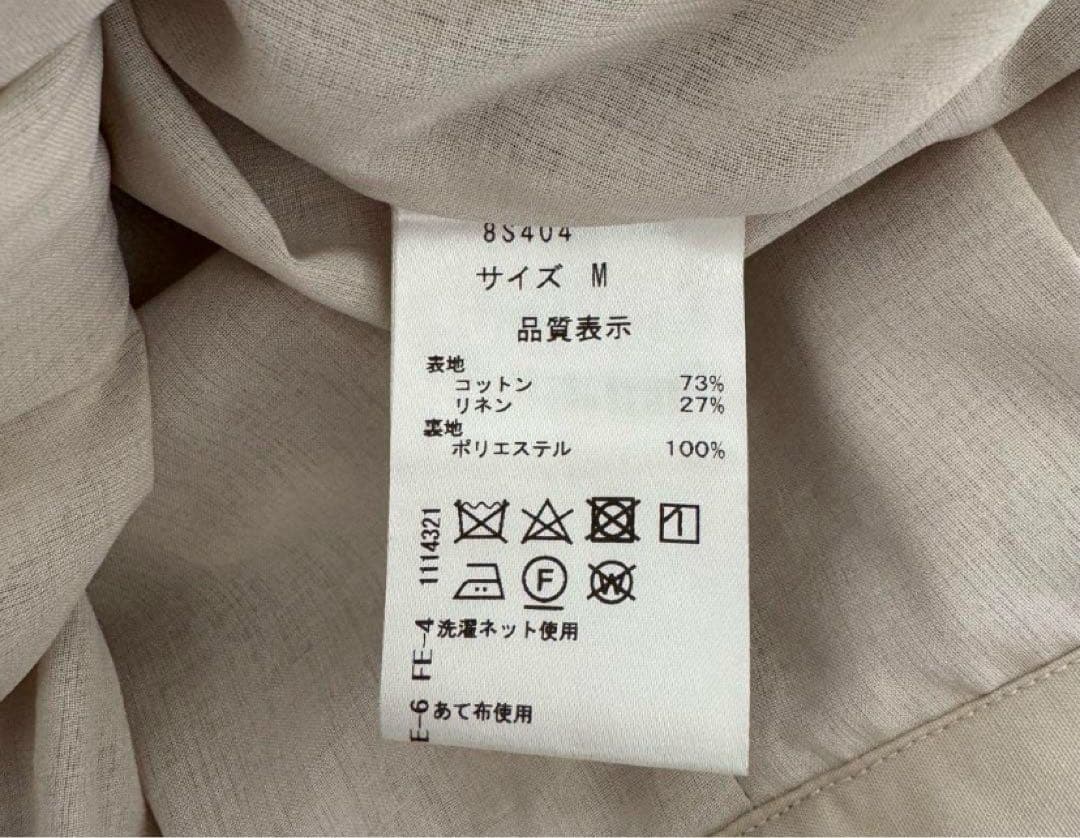 8S404
サイズ M
品質表示
表地
コットン 73%
リネン 27%
裏地
ポリエステル 100%
F
W
洗濯ネット使用
あて布使用
E-6 FE-4 1114321